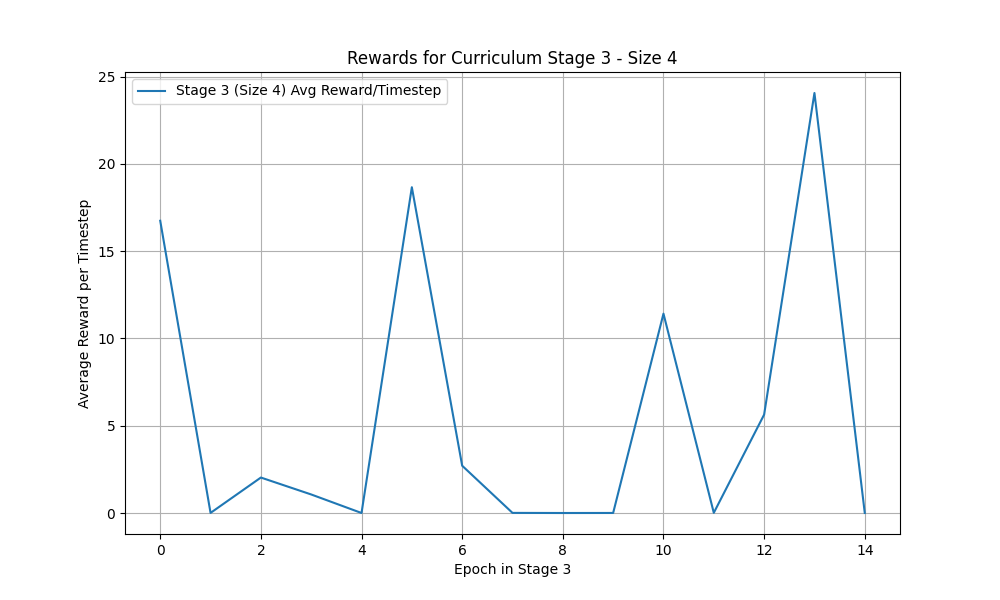 Rewards for Curriculum Stage 3 - Size 4
Stage 3 (Size 4) Avg Reward/Timestep
Average Reward per Timestep
25
20
15
10
5
0
0 2 4 6 8 10 12 14
Epoch in Stage 3